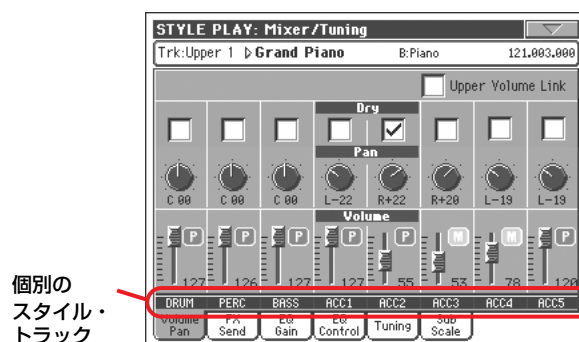 STYLE PLAY: Mixer/Tuning
Trk:Upper 1 ▷Grand Piano B:Piano 121.003.000
Upper Volume Link
Dry
Pan
C 00 C 00 C 00 L-22 R+22 R+20 L-19 L-19
Volume
P P P P P M M P
127 126 127 127 55 53 78 120
DRUM PERC BASS ACC1 ACC2 ACC3 ACC4 ACC5
Volume Pan FX Send EQ Gain EQ Control Tuning Sub Scale
個別の
スタイル・
トラック